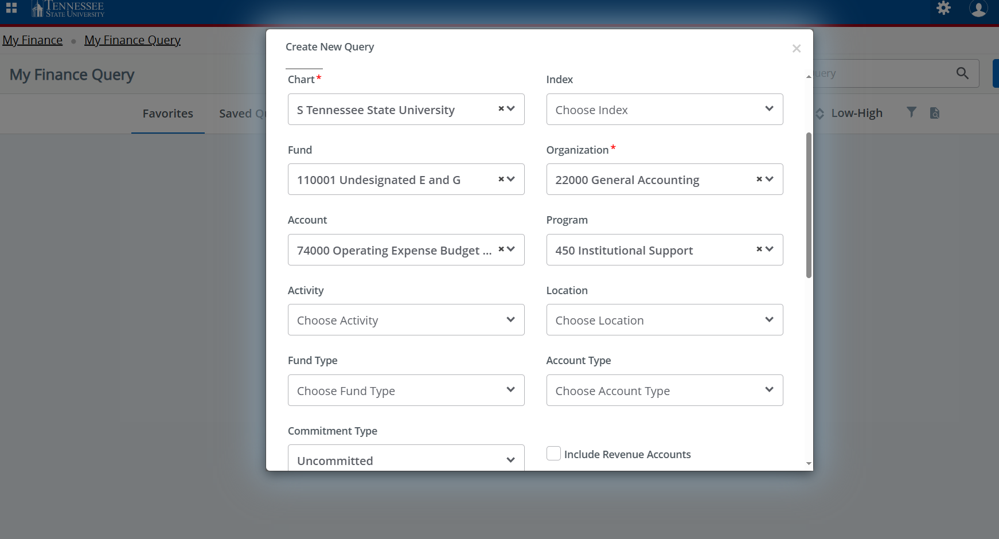 TENNESSEE
STATE UNIVERSITY
My Finance • My Finance Query
My Finance Query
Favorites
Saved Qu
uery
Low-High
Create New Query
Chart*
Index
S Tennessee State University
Choose Index
Fund
Organization*
110001 Undesignated E and G
22000 General Accounting
Account
Program
74000 Operating Expense Budget ...
450 Institutional Support
Activity
Location
Choose Activity
Choose Location
Fund Type
Account Type
Choose Fund Type
Choose Account Type
Commitment Type
Uncommitted
Include Revenue Accounts